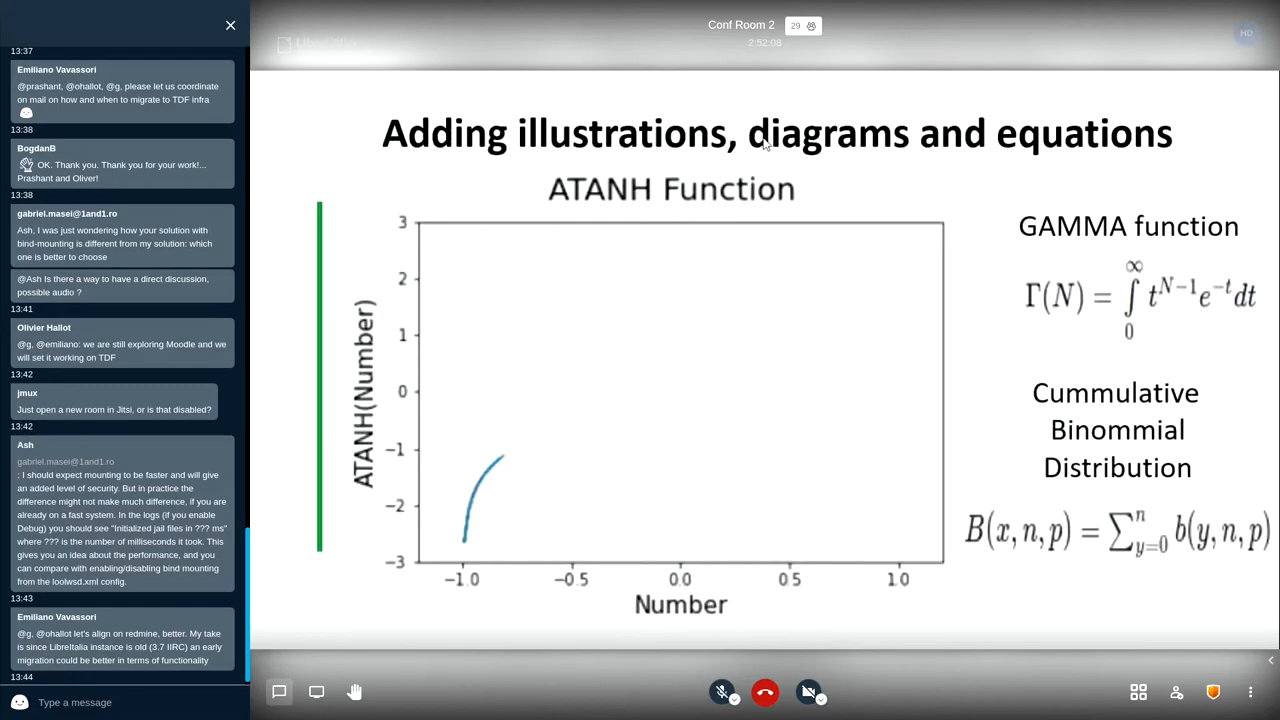 13:37
Emiliano Vavassori
@prashant, @ohallot, @g, please let us coordinate
on mail on how and when to migrate to TDF infra
13:38
BogdanB
OK. Thank you. Thank you for your work!...
Prashant and Oliver!
13:38
gabriel.masei@1and1.ro
Ash, I was just wondering how your solution with
bind-mounting is different from my solution: which
one is better to choose
@Ash Is there a way to have a direct discussion,
possible audio ?
13:41
Olivier Hallot
@g, @emiliano: we are still exploring Moodle and we
will set it working on TDF
13:42
jmux
Just open a new room in Jitsi, or is that disabled?
13:42
Ash
gabriel.masei@1and1.ro
: I should expect mounting to be faster and will give
an added level of security. But in practice the
difference might not make much difference, if you are
already on a fast system. In the logs (if you enable
Debug) you should see "Initialized jail files in ??? ms"
where ??? is the number of milliseconds it took. This
gives you an idea about the performance, and you
can compare with enabling/disabling bind mounting
from the loolwsd.xml config.
13:43
Emiliano Vavassori
@g, @ohallot let's align on redmine, better. My take
is since LibreItalia instance is old (3.7 IIRC) an early
migration could be better in terms of functionality
13:44
Type a message
Conf Room 2
29
2:52:08
HD
Adding illustrations, diagrams and equations
ATANH Function
ATANH(Number)
3
2
1
0
−1
−2
−3
−1.0 −0.5 0.0 0.5 1.0
Number
GAMMA function
Γ(N) = ∫₀^∞ t^{N−1}e^{−t}dt
Cummulative
Binommial
Distribution
B(x, n, p) = ∑_{y=0}^{n} b(y, n, p)